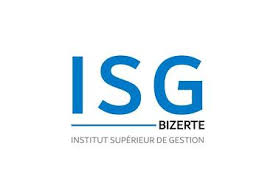 ISG
BIZERTE
INSTITUT SUPÉRIEUR DE GESTION